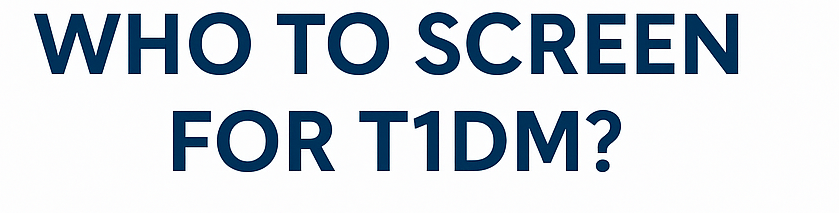 WHO TO SCREEN
FOR T1DM?